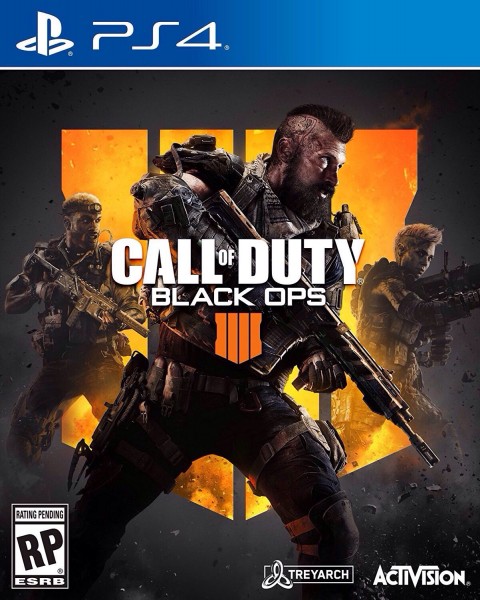 PS4
CALL OF DUTY
BLACK OPS
IIII
RATING PENDING
RP
ESRB
TREYARCH
ACTIVISION